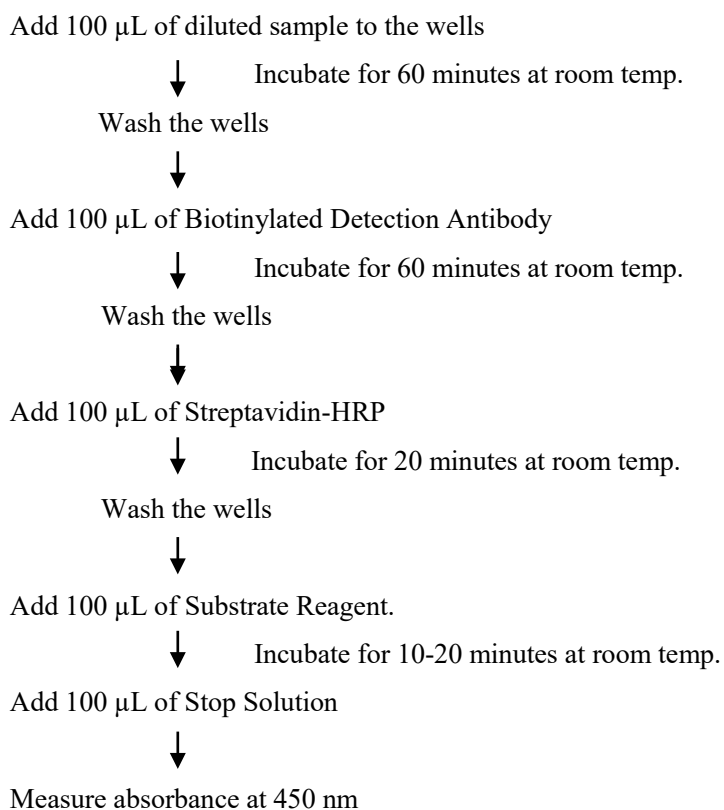 Add 100 µL of diluted sample to the wells
Incubate for 60 minutes at room temp.
Wash the wells
Add 100 µL of Biotinylated Detection Antibody
Incubate for 60 minutes at room temp.
Wash the wells
Add 100 µL of Streptavidin-HRP
Incubate for 20 minutes at room temp.
Wash the wells
Add 100 µL of Substrate Reagent.
Incubate for 10-20 minutes at room temp.
Add 100 µL of Stop Solution
Measure absorbance at 450 nm